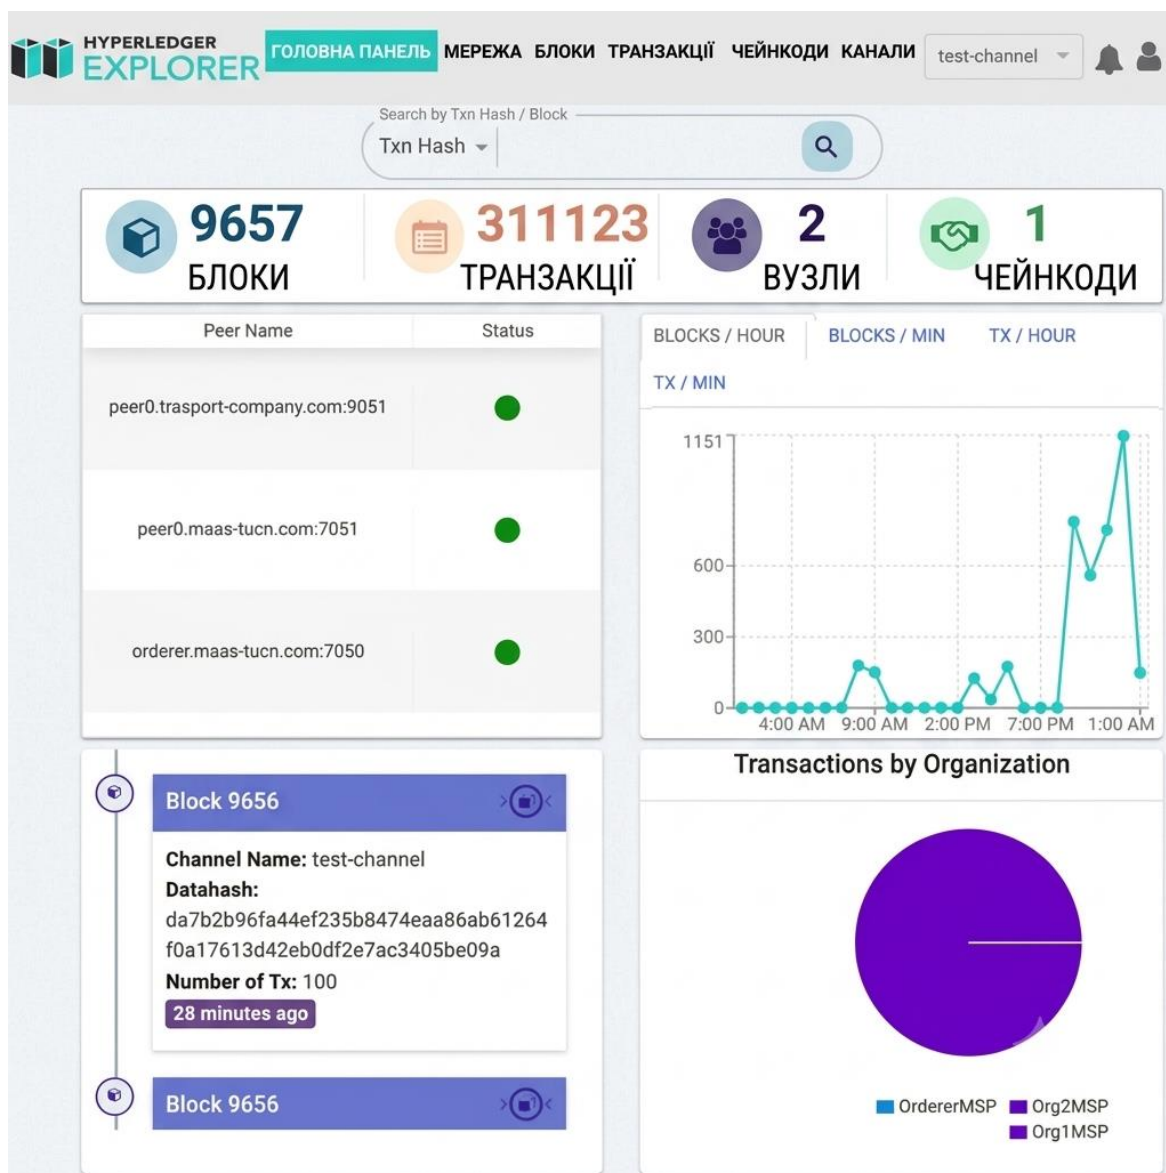 HYPERLEDGER
EXPLORER
ГОЛОВНА ПАНЕЛЬ МЕРЕЖА БЛОКИ ТРАНЗАКЦІЇ ЧЕЙНКОДИ КАНАЛИ test-channel
Search by Txn Hash / Block
Txn Hash
9657
БЛОКИ
311123
ТРАНЗАКЦІЇ
2
ВУЗЛИ
1
ЧЕЙНКОДИ
Peer Name Status
peer0.trasport-company.com:9051
peer0.maas-tucn.com:7051
orderer.maas-tucn.com:7050
BLOCKS / HOUR BLOCKS / MIN TX / HOUR
TX / MIN
1151
600
300
0
4:00 AM 9:00 AM 2:00 PM 7:00 PM 1:00 AM
Block 9656
Channel Name: test-channel
Datahash:
da7b2b96fa44ef235b8474eaa86ab61264
f0a17613d42eb0df2e7ac3405be09a
Number of Tx: 100
28 minutes ago
Block 9656
Transactions by Organization
OrdererMSP Org2MSP
Org1MSP